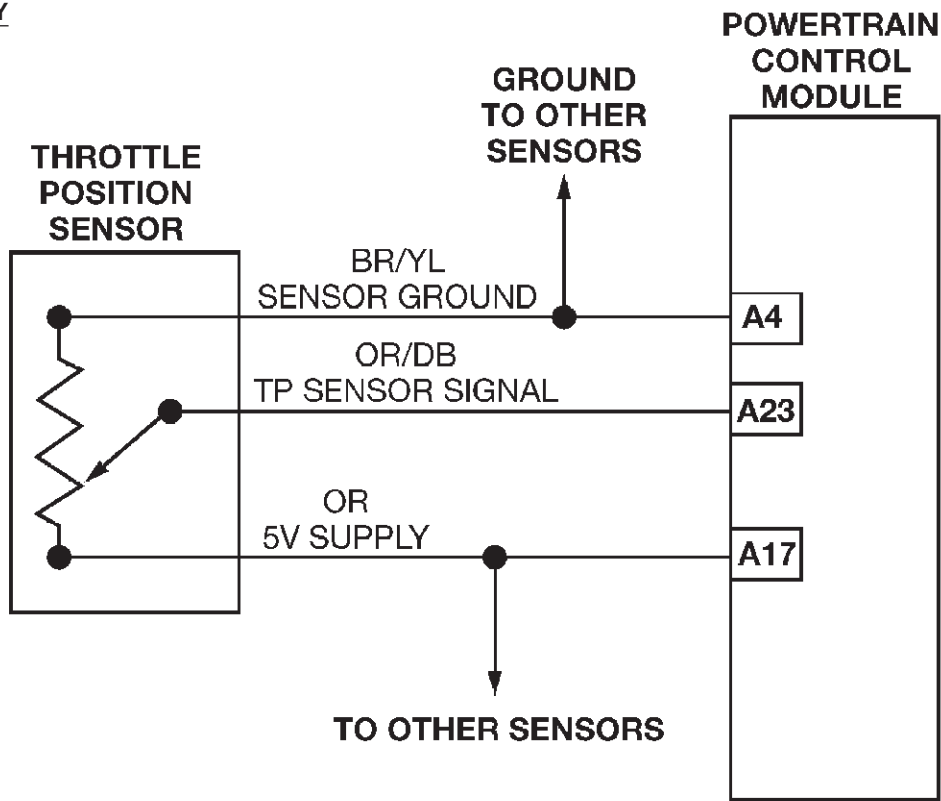 POWERTRAIN
CONTROL
MODULE
GROUND
TO OTHER
SENSORS
THROTTLE
POSITION
SENSOR
BR/YL
SENSOR GROUND
A4
OR/DB
TP SENSOR SIGNAL
A23
OR
5V SUPPLY
A17
TO OTHER SENSORS